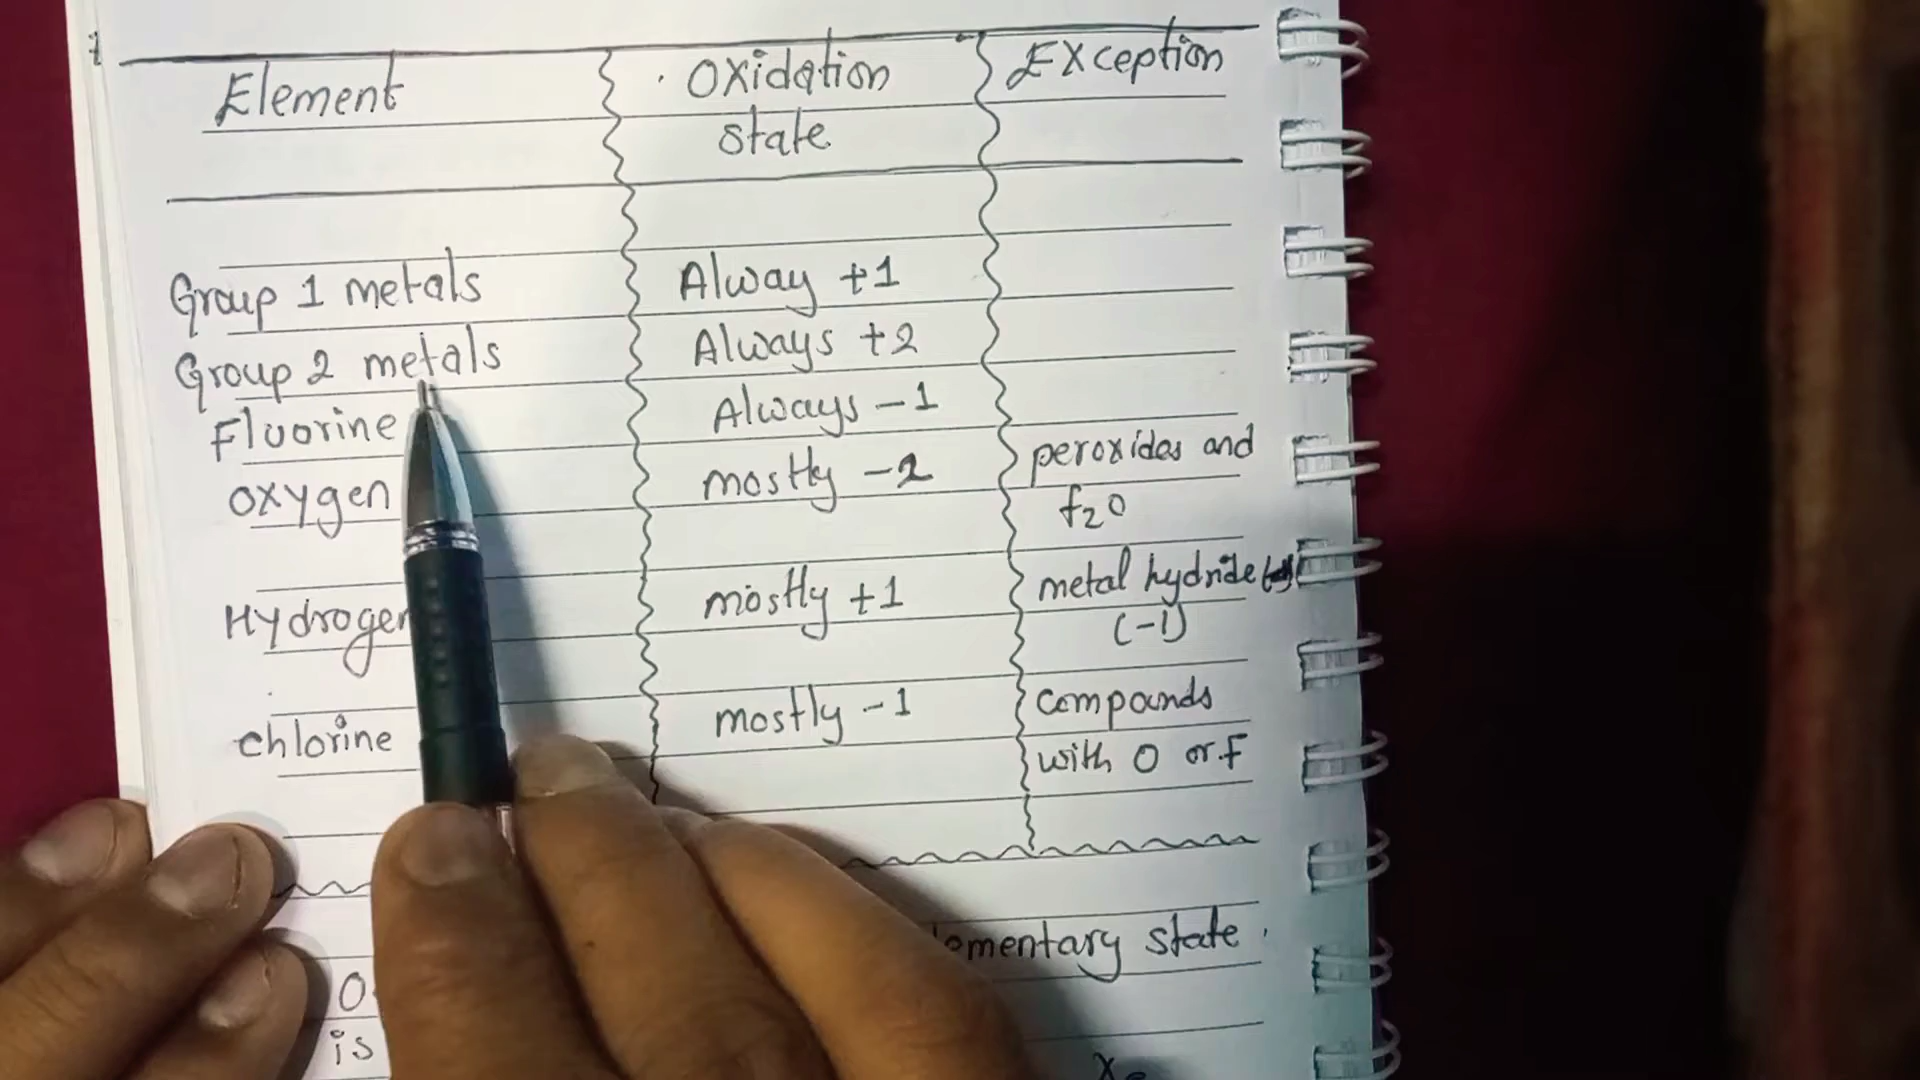 Element Oxidation Exception
state
Group 1 metals Alway +1
Group 2 metals Always +2
Fluorine Always -1
oxygen mostly -2 peroxides and
f₂o
Hydrogen mostly +1 metal hydride
(-1)
chlorine mostly -1 compounds
with O or F
state.
is